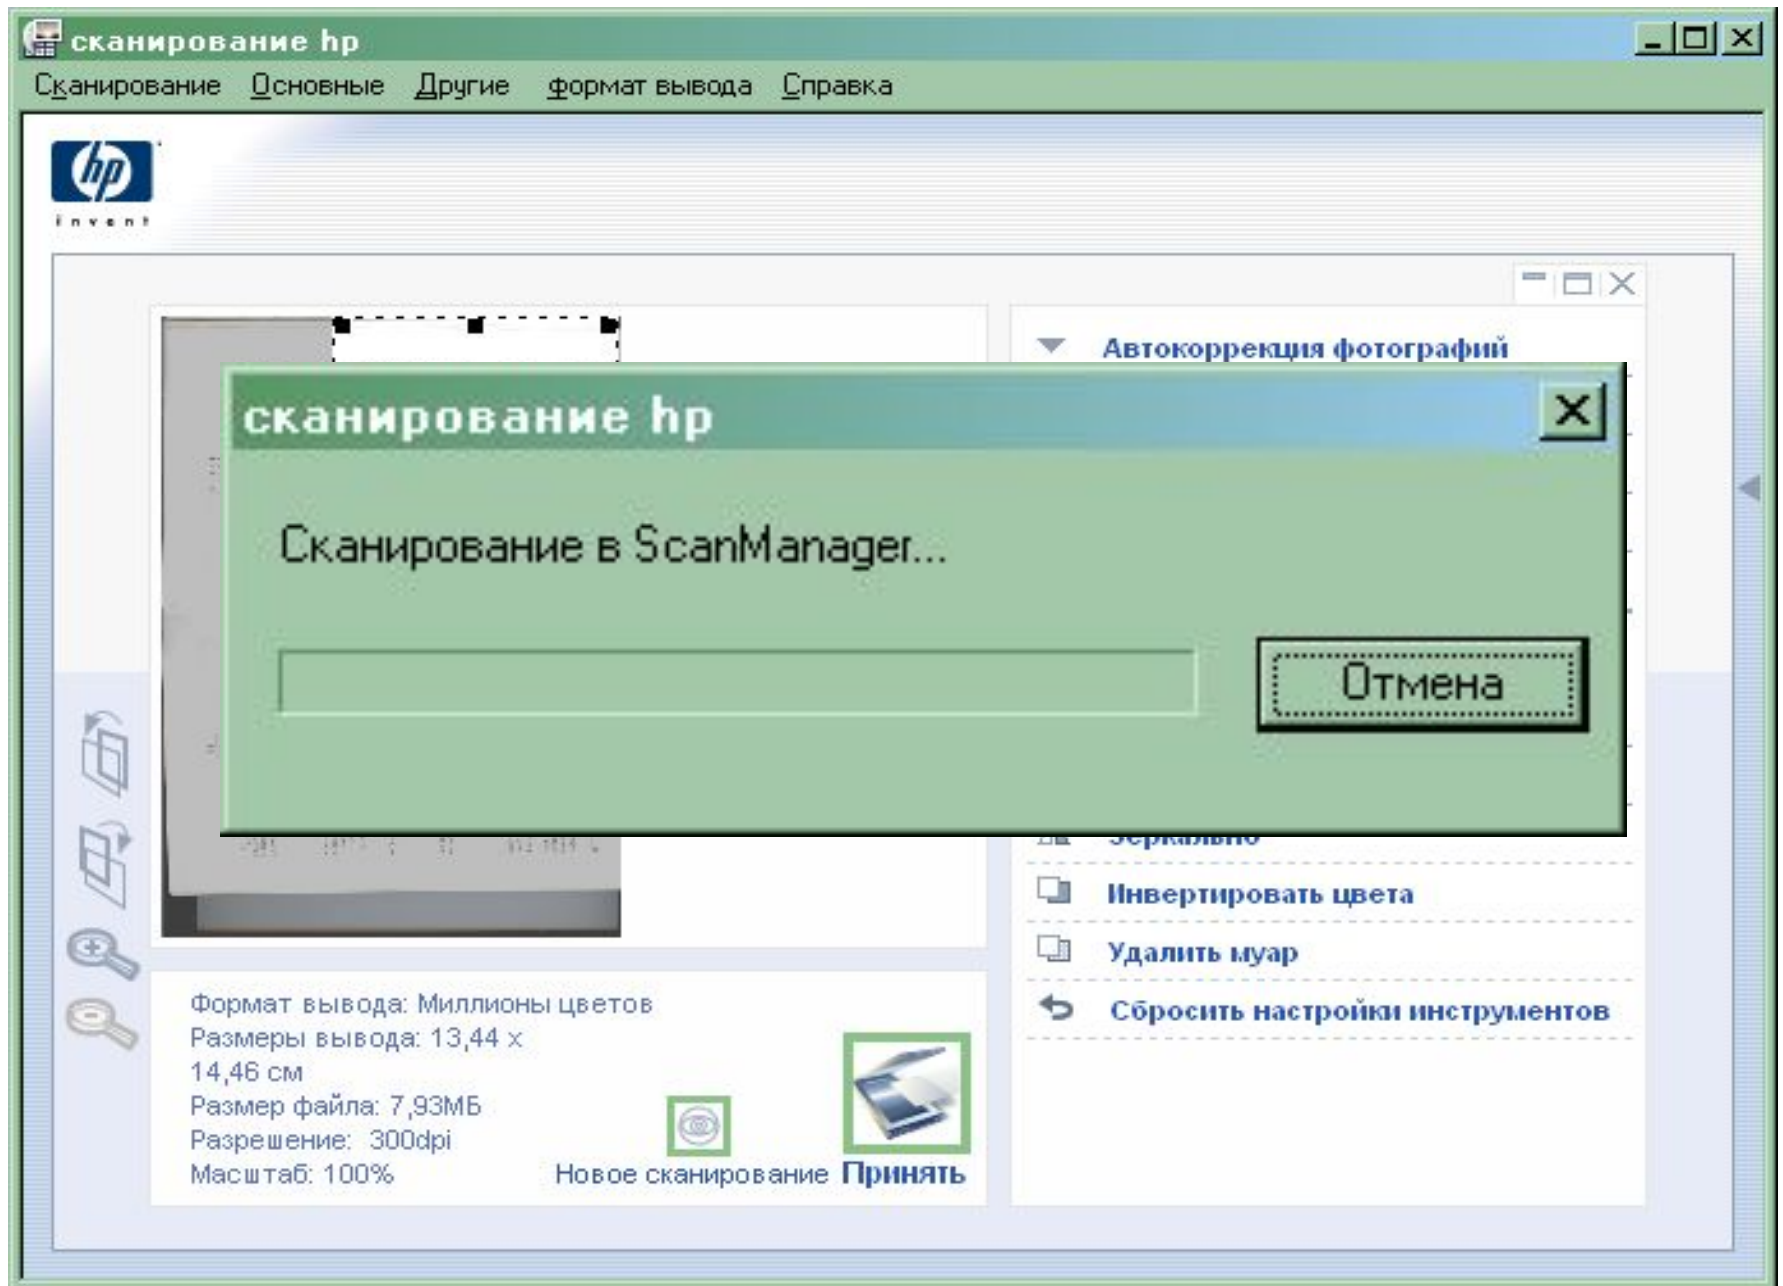 сканирование hp
Сканирование Основные Другие формат вывода Справка
hp
invent
Автокоррекция фотографий
сканирование hp
Сканирование в ScanManager...
Отмена
Зеркально
Инвертировать цвета
Удалить муар
Сбросить настройки инструментов
Формат вывода: Миллионы цветов
Размеры вывода: 13,44 x
14,46 см
Размер файла: 7,93МБ
Разрешение: 300dpi
Масштаб: 100%
Новое сканирование Принять